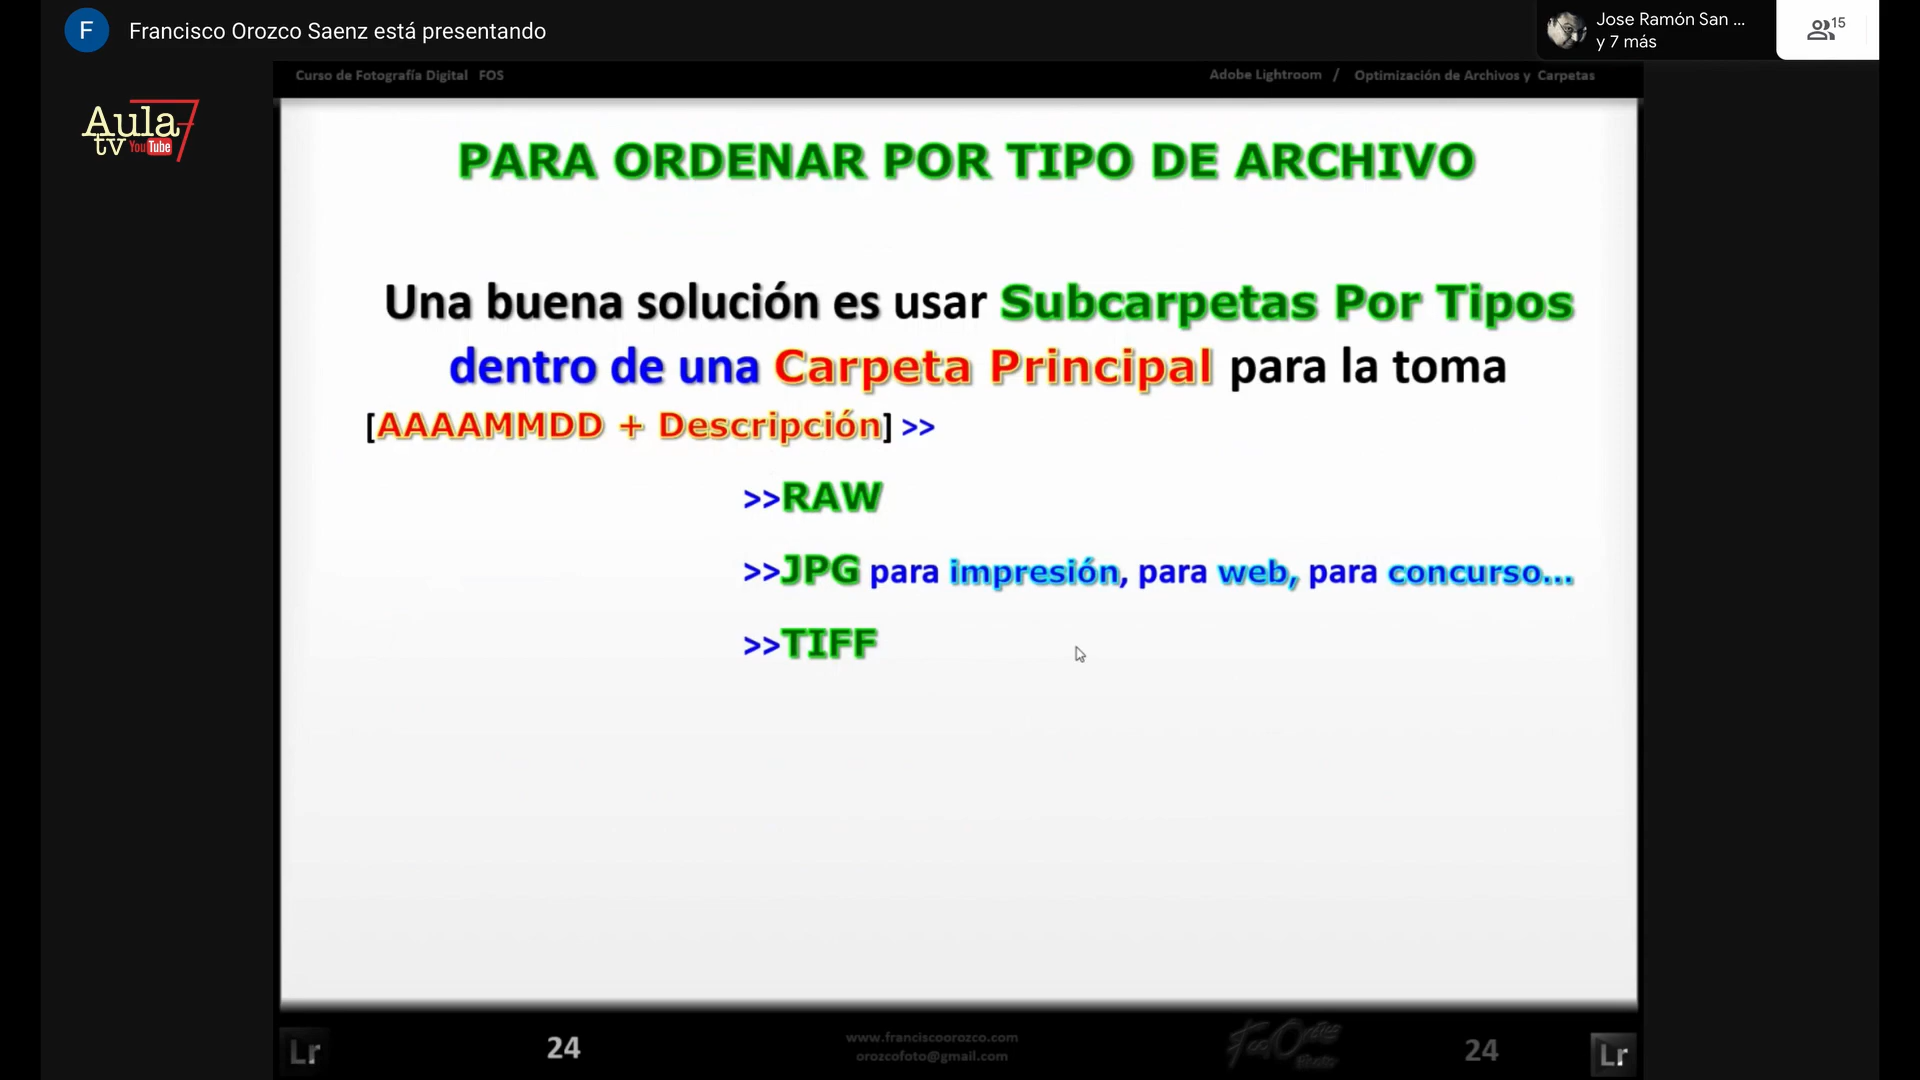 F Francisco Orozco Saenz está presentando
Jose Ramón San ...
y 7 más
15
Curso de Fotografía Digital FOS
Adobe Lightroom / Optimización de Archivos y Carpetas
Aula 7
tv YouTube
PARA ORDENAR POR TIPO DE ARCHIVO
Una buena solución es usar Subcarpetas Por Tipos
dentro de una Carpeta Principal para la toma
[AAAAMMDD + Descripción] >>
>>RAW
>>JPG para impresión, para web, para concurso...
>>TIFF
Lr
24
www.franciscoorozco.com
orozcofoto@gmail.com
24
Lr